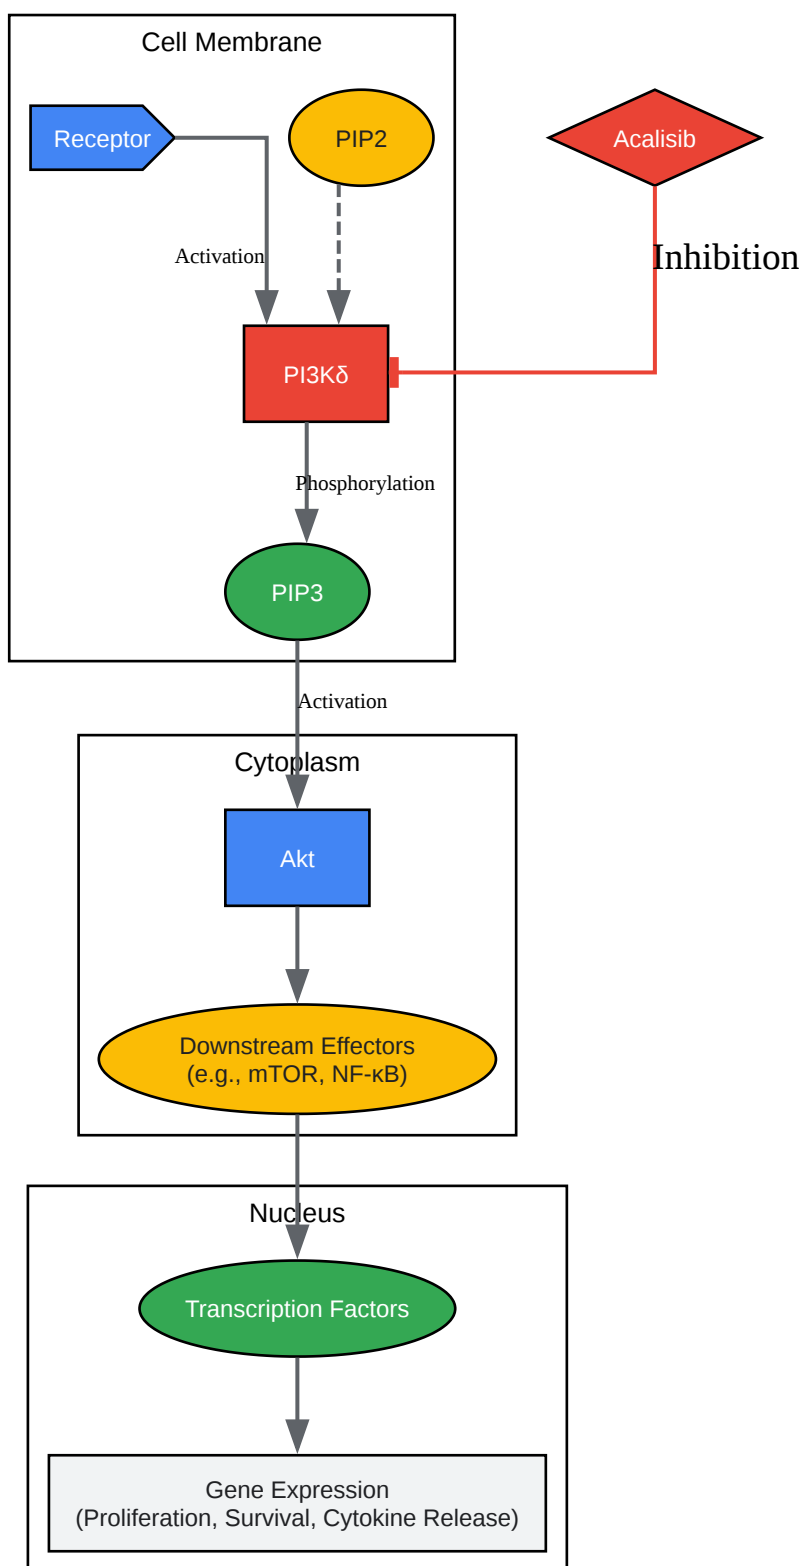 Cell Membrane
Receptor
PIP2
Acalisib
Activation
Inhibition
PI3Kδ
Phosphorylation
PIP3
Activation
Cytoplasm
Akt
Downstream Effectors
(e.g., mTOR, NF-κB)
Nucleus
Transcription Factors
Gene Expression
(Proliferation, Survival, Cytokine Release)